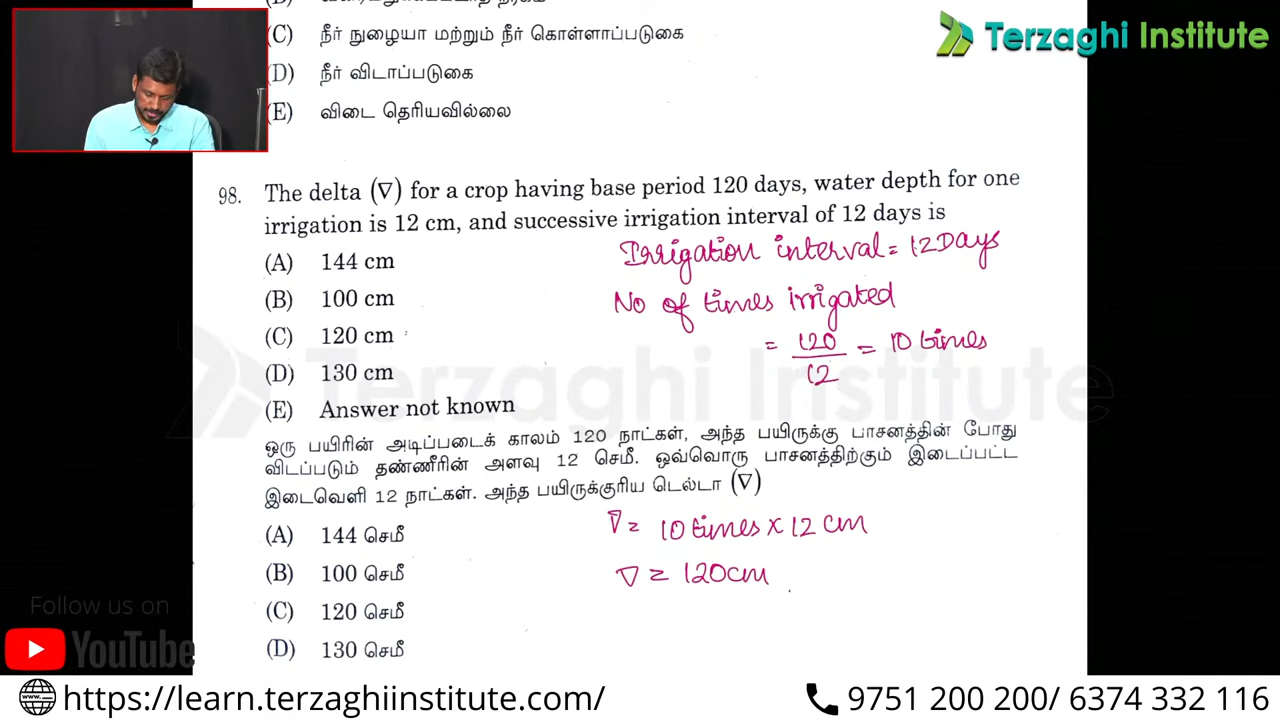 Terzaghi Institute
(C) நீர் நுழையா மற்றும் நீர் கொள்ளாப்படுகை
(D) நீர் விடாப்படுகை
(E) விடை தெரியவில்லை
98. The delta (∇) for a crop having base period 120 days, water depth for one
irrigation is 12 cm, and successive irrigation interval of 12 days is
Irrigation interval = 12 Days
(A) 144 cm
(B) 100 cm
No of times irrigated
(C) 120 cm
= 120/12 = 10 times
(D) 130 cm
(E) Answer not known
Terzaghi Institute
ஒரு பயிரின் அடிப்படைக் காலம் 120 நாட்கள், அந்த பயிருக்கு பாசனத்தின் போது
விடப்படும் தண்ணீரின் அளவு 12 செமீ. ஒவ்வொரு பாசனத்திற்கும் இடைப்பட்ட
இடைவெளி 12 நாட்கள். அந்த பயிருக்குரிய டெல்டா (∇)
(A) 144 செமீ
∇ = 10 times x 12 cm
(B) 100 செமீ
∇ = 120cm
(C) 120 செமீ
(D) 130 செமீ
Follow us on
YouTube
https://learn.terzaghiinstitute.com/
9751 200 200/ 6374 332 116